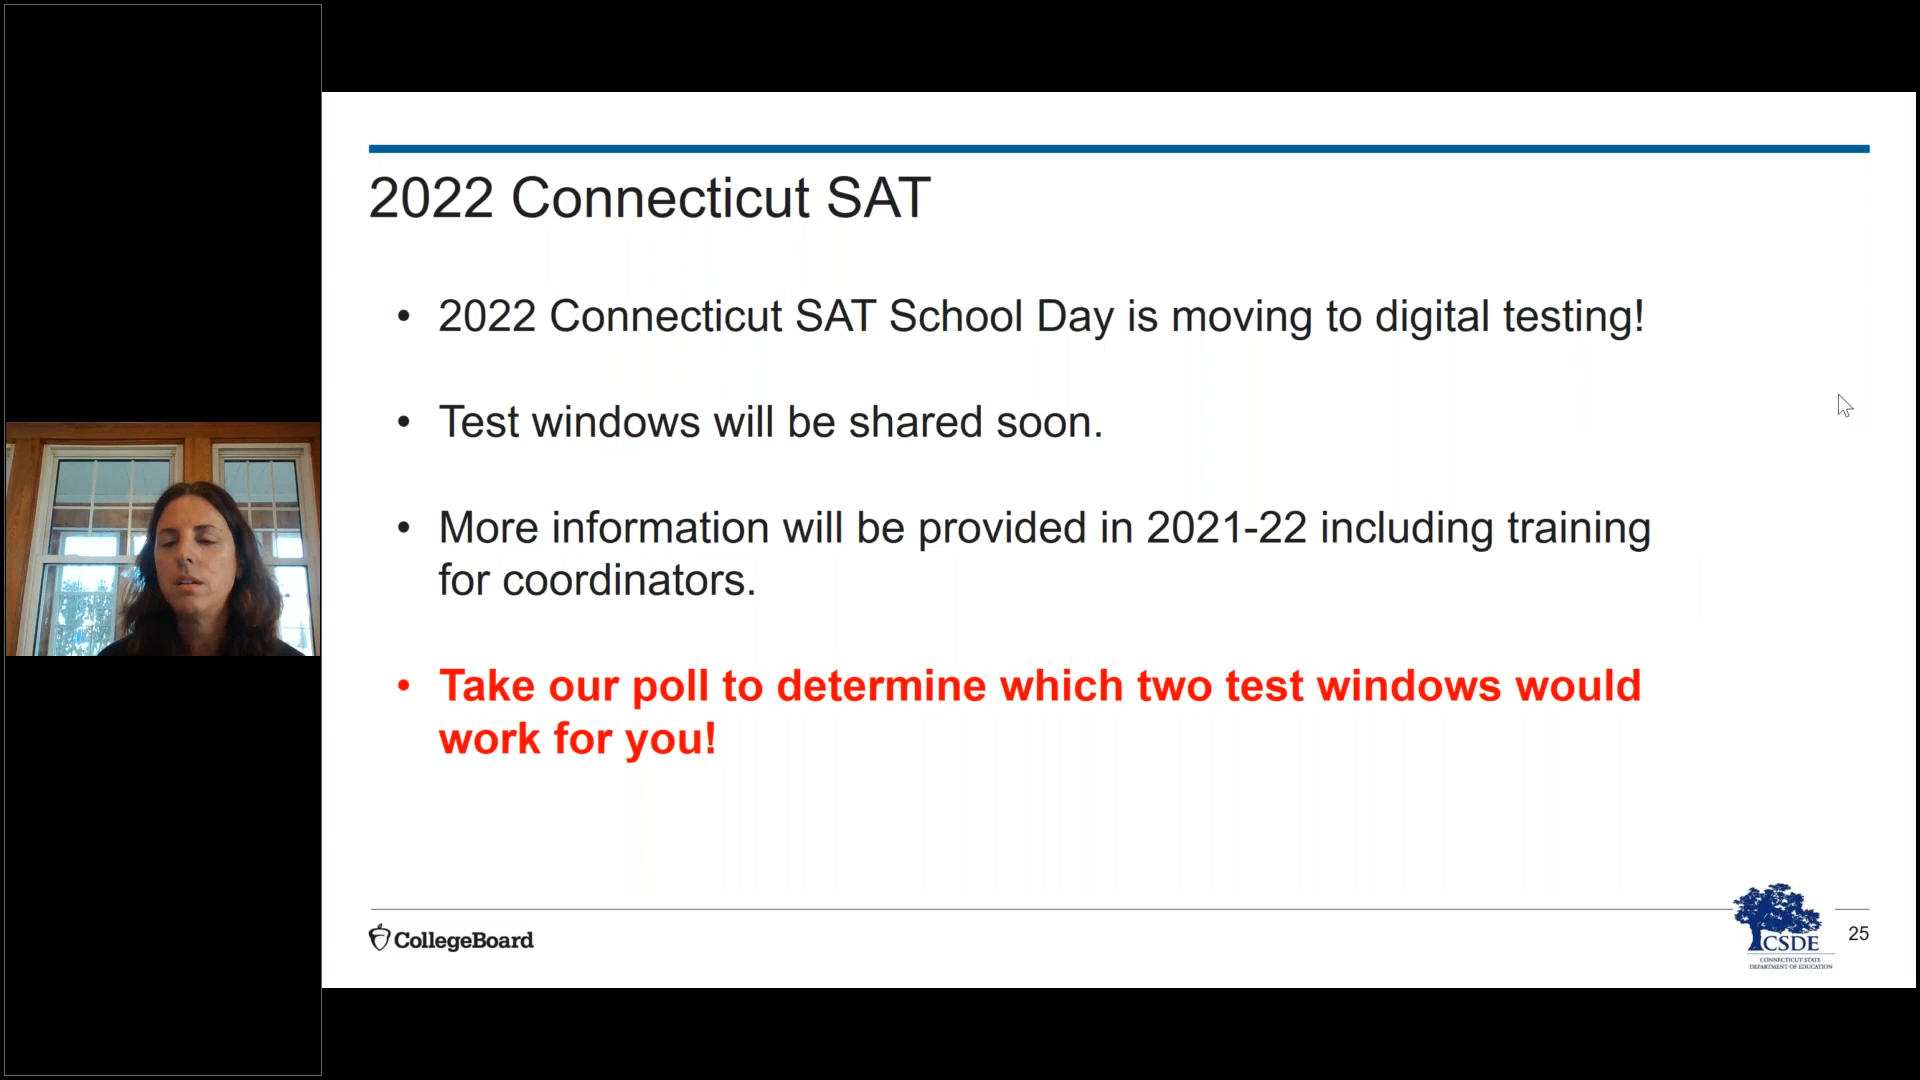 2022 Connecticut SAT
• 2022 Connecticut SAT School Day is moving to digital testing!
• Test windows will be shared soon.
• More information will be provided in 2021-22 including training
for coordinators.
• Take our poll to determine which two test windows would
work for you!
CollegeBoard
CSDE
CONNECTICUT STATE
DEPARTMENT OF EDUCATION
25